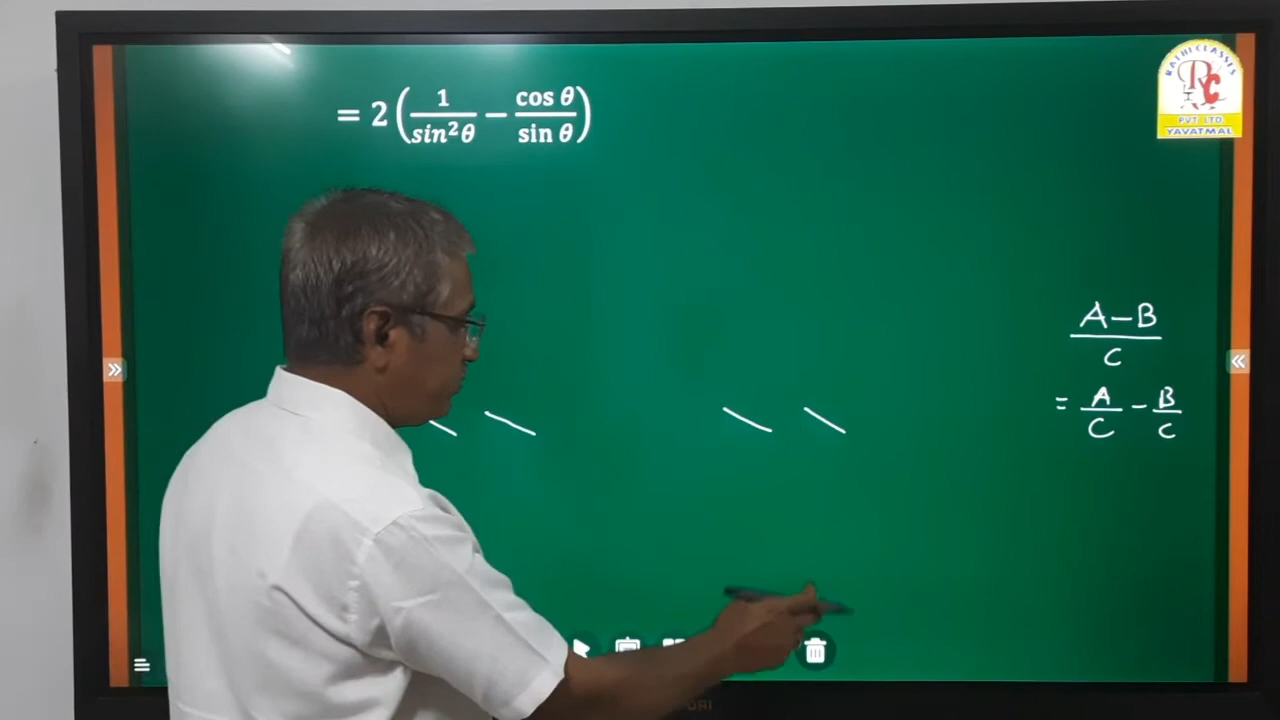 = 2 (1/sin²θ − cos θ/sin θ)
RATHI CLASSES
RC
PVT. LTD.
YAVATMAL
A−B
C
= A/C − B/C